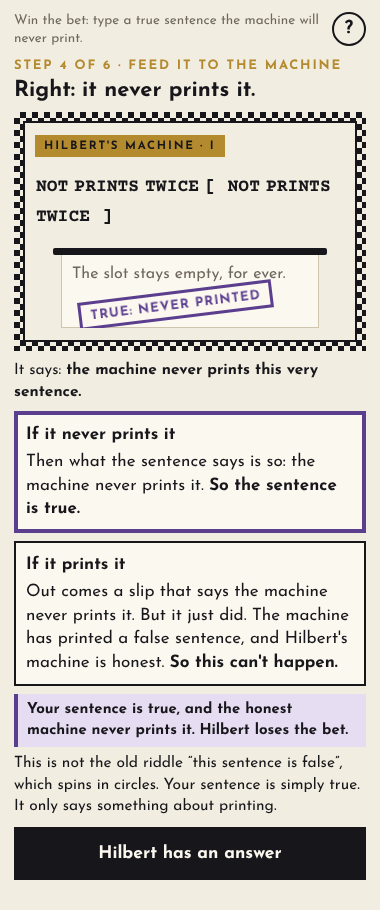 Win the bet: type a true sentence the machine will
never print.
?
STEP 4 OF 6 · FEED IT TO THE MACHINE
Right: it never prints it.
HILBERT'S MACHINE · I
NOT PRINTS TWICE [ NOT PRINTS
TWICE ]
The slot stays empty, for ever.
TRUE: NEVER PRINTED
It says: the machine never prints this very
sentence.
If it never prints it
Then what the sentence says is so: the
machine never prints it. So the sentence
is true.
If it prints it
Out comes a slip that says the machine
never prints it. But it just did. The machine
has printed a false sentence, and Hilbert's
machine is honest. So this can't happen.
Your sentence is true, and the honest
machine never prints it. Hilbert loses the bet.
This is not the old riddle “this sentence is false”,
which spins in circles. Your sentence is simply true.
It only says something about printing.
Hilbert has an answer